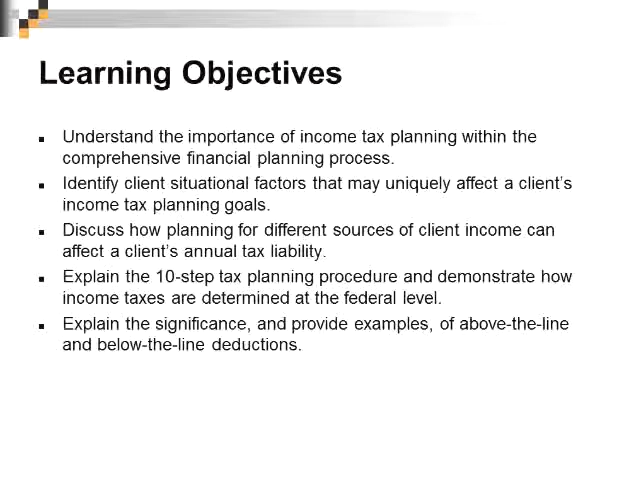 Learning Objectives
Understand the importance of income tax planning within the
comprehensive financial planning process.
Identify client situational factors that may uniquely affect a client's
income tax planning goals.
Discuss how planning for different sources of client income can
affect a client's annual tax liability.
Explain the 10-step tax planning procedure and demonstrate how
income taxes are determined at the federal level.
Explain the significance, and provide examples, of above-the-line
and below-the-line deductions.